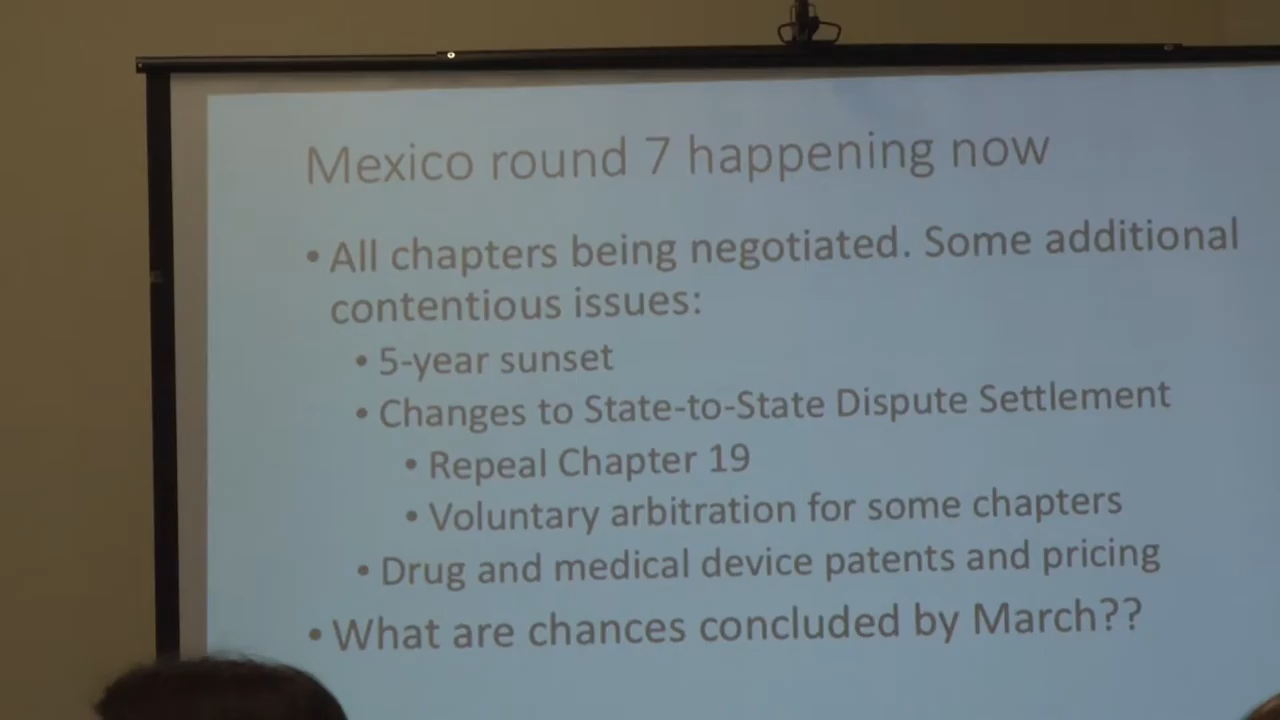 Mexico round 7 happening now
• All chapters being negotiated. Some additional
contentious issues:
• 5-year sunset
• Changes to State-to-State Dispute Settlement
• Repeal Chapter 19
• Voluntary arbitration for some chapters
• Drug and medical device patents and pricing
• What are chances concluded by March??